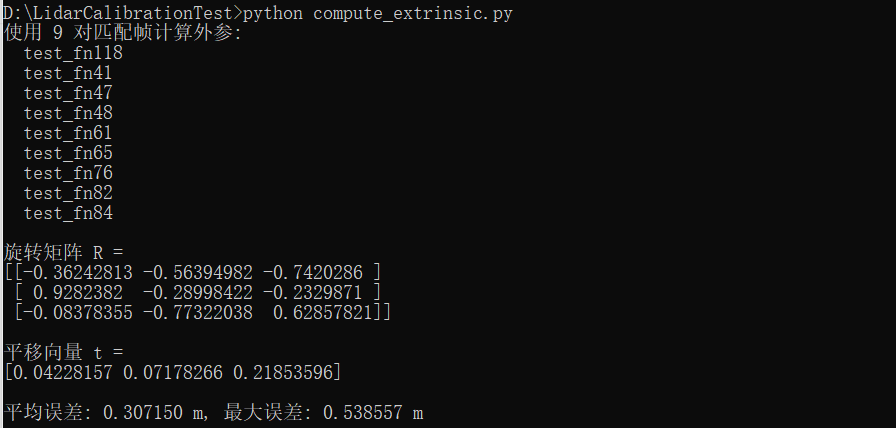 D:\LidarCalibrationTest>python compute_extrinsic.py
使用 9 对匹配帧计算外参:
test_fn118
test_fn41
test_fn47
test_fn48
test_fn61
test_fn65
test_fn76
test_fn82
test_fn84
旋转矩阵 R =
[[-0.36242813 -0.56394982 -0.7420286 ]
[ 0.9282382  -0.28998422 -0.2329871 ]
[-0.08378355 -0.77322038  0.62857821]]
平移向量 t =
[0.04228157 0.07178266 0.21853596]
平均误差: 0.307150 m, 最大误差: 0.538557 m